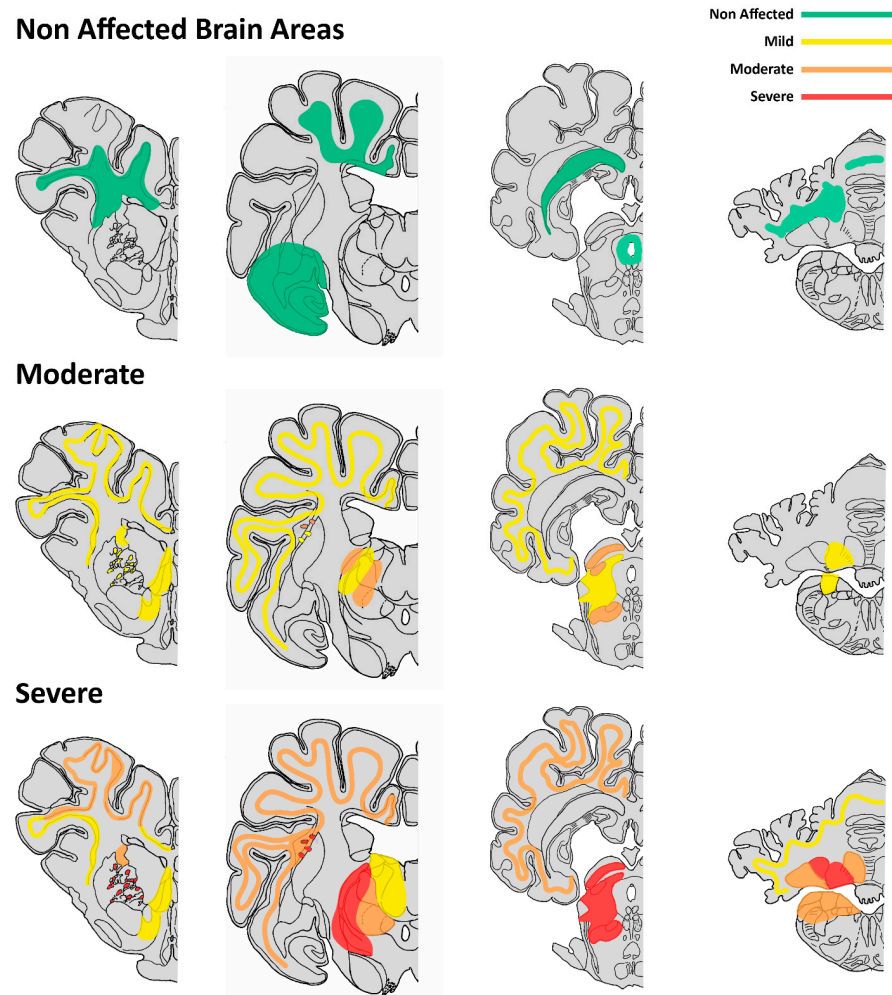 Non Affected Brain Areas
Non Affected
Mild
Moderate
Severe
Moderate
Severe